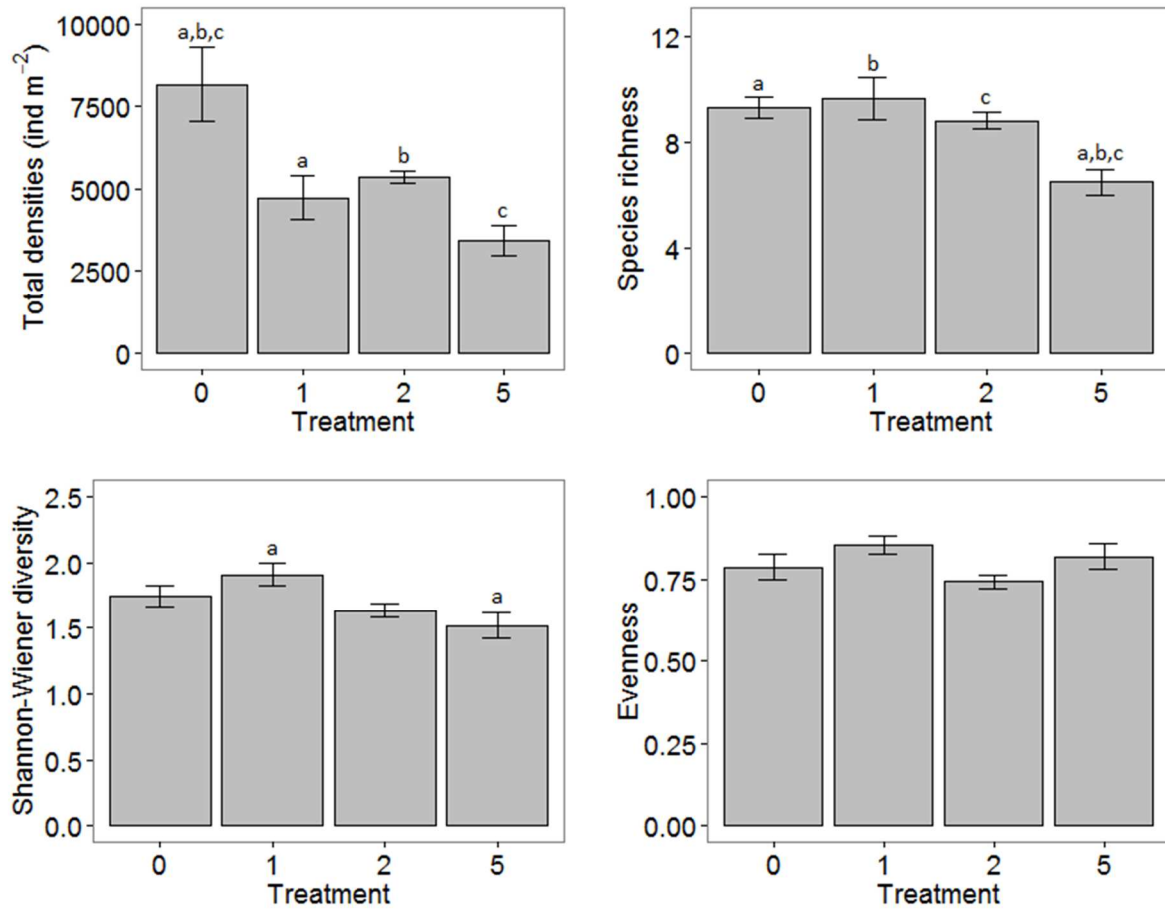 Total densities (ind m⁻²)
10000
7500
5000
2500
0
a,b,c
a
b
c
0 1 2 5
Treatment
Species richness
12
8
4
0
a
b
c
a,b,c
0 1 2 5
Treatment
Shannon-Wiener diversity
2.5
2.0
1.5
1.0
0.5
0.0
a
a
0 1 2 5
Treatment
Evenness
1.00
0.75
0.50
0.25
0.00
0 1 2 5
Treatment